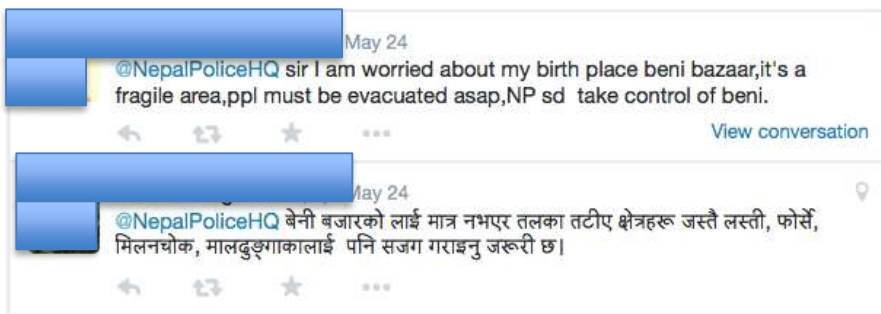 May 24
@NepalPoliceHQ sir I am worried about my birth place beni bazaar,it's a
fragile area,ppl must be evacuated asap,NP sd take control of beni.
View conversation
May 24
@NepalPoliceHQ बेनी बजारको लाई मात्र नभएर तलका तटीए क्षेत्रहरू जस्तै लस्ती, फोर्से,
मिलनचोक, मालढुङ्गाकालाई पनि सजग गराइनु जरूरी छ|